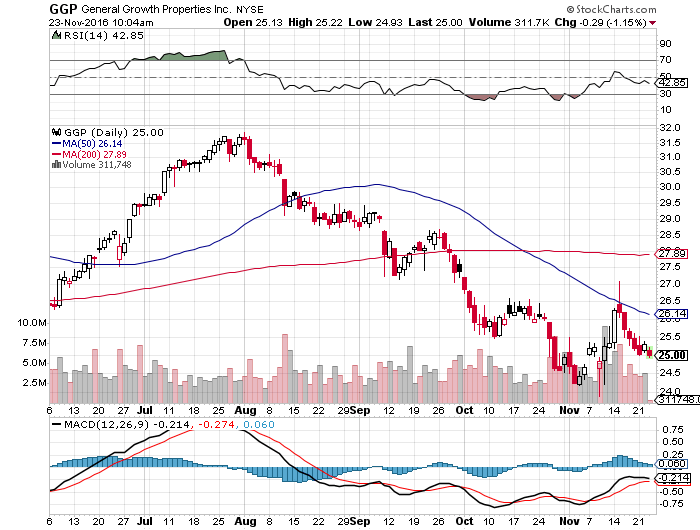 GGP General Growth Properties Inc. NYSE © StockCharts.com
23-Nov-2016 10:04am Open 25.13 High 25.22 Low 24.93 Last 25.00 Volume 311.7K Chg -0.29 (-1.15%)
RSI(14) 42.85
90
70
50
42.85
30
10
GGP (Daily) 25.00
MA(50) 26.14
MA(200) 27.89
Volume 311,748
32.0
31.5
31.0
30.5
30.0
29.5
29.0
28.5
27.89
27.5
27.0
26.5
26.14
25.5
25.00
24.5
24.0
311748.0
10.0M
7.5M
5.0M
2.5M
6 13 20 27 Jul 11 18 25 Aug 8 15 22 29 Sep 12 19 26 Oct 10 17 24 Nov 7 14 21
MACD(12,26,9) -0.214, -0.274, 0.060
0.75
0.50
0.25
0.060
-0.214
-0.50
-0.75
6 13 20 27 Jul 11 18 25 Aug 8 15 22 29 Sep 12 19 26 Oct 10 17 24 Nov 7 14 21